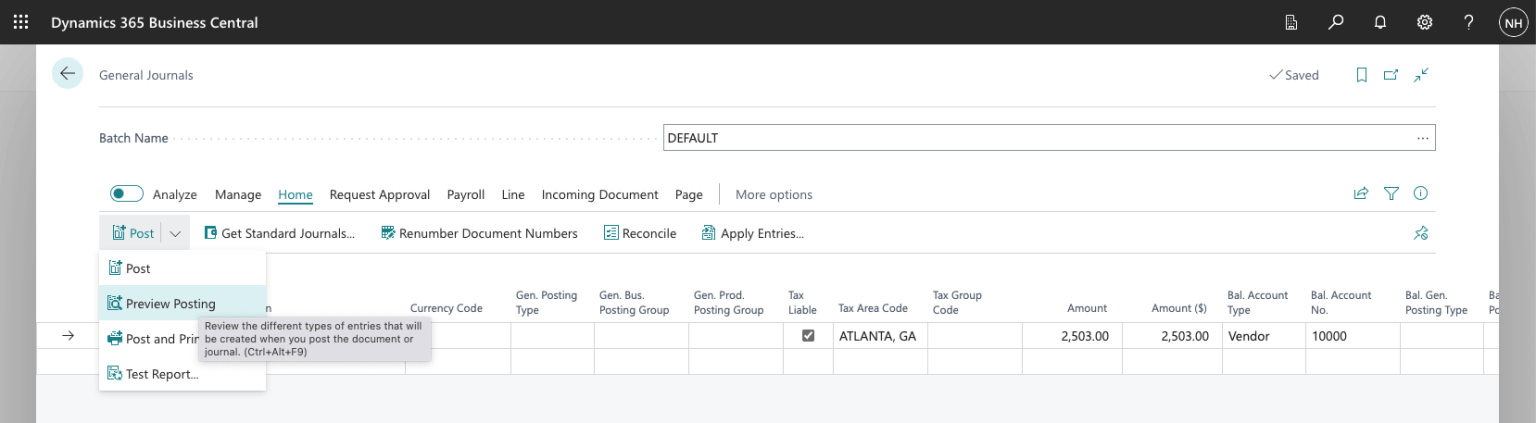 Dynamics 365 Business Central
NH
General Journals
Saved
Batch Name
DEFAULT
Analyze Manage Home Request Approval Payroll Line Incoming Document Page More options
Post Get Standard Journals... Renumber Document Numbers Reconcile Apply Entries...
Post
Preview Posting
Review the different types of entries that will
be created when you post the document or
journal. (Ctrl+Alt+F9)
Post and Prin
Test Report...
n Currency Code Gen. Posting Type Gen. Bus. Posting Group Gen. Prod. Posting Group Tax Liable Tax Area Code Tax Group Code Amount Amount ($) Bal. Account Type Bal. Account No. Bal. Gen. Posting Type
ATLANTA, GA 2,503.00 2,503.00 Vendor 10000